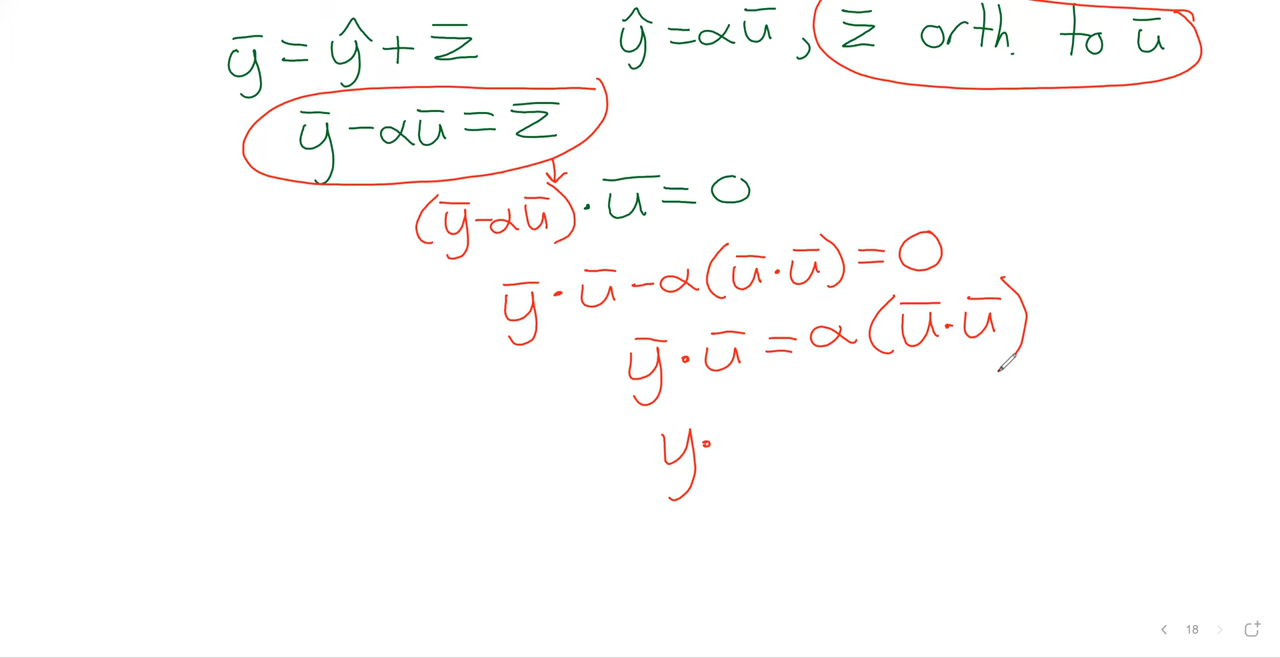 ȳ = ŷ + z̄ ŷ = αū, z̄ orth. to ū
ȳ - αū = z̄
(ȳ - αū) · ū = 0
ȳ · ū - α(ū · ū) = 0
ȳ · ū = α(ū · ū)
y ·
18